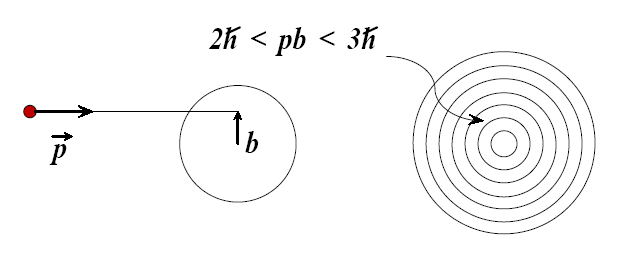 2ℏ < pb < 3ℏ
p⃗
b